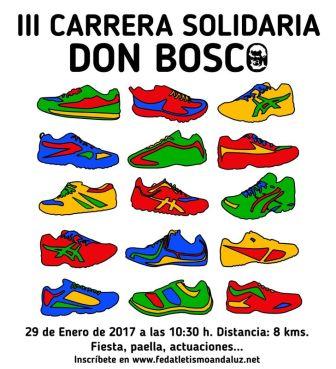 III CARRERA SOLIDARIA
DON BOSCO
29 de Enero de 2017 a las 10:30 h. Distancia: 8 kms.
Fiesta, paella, actuaciones...
Inscríbete en www.fedatletismoandaluz.net